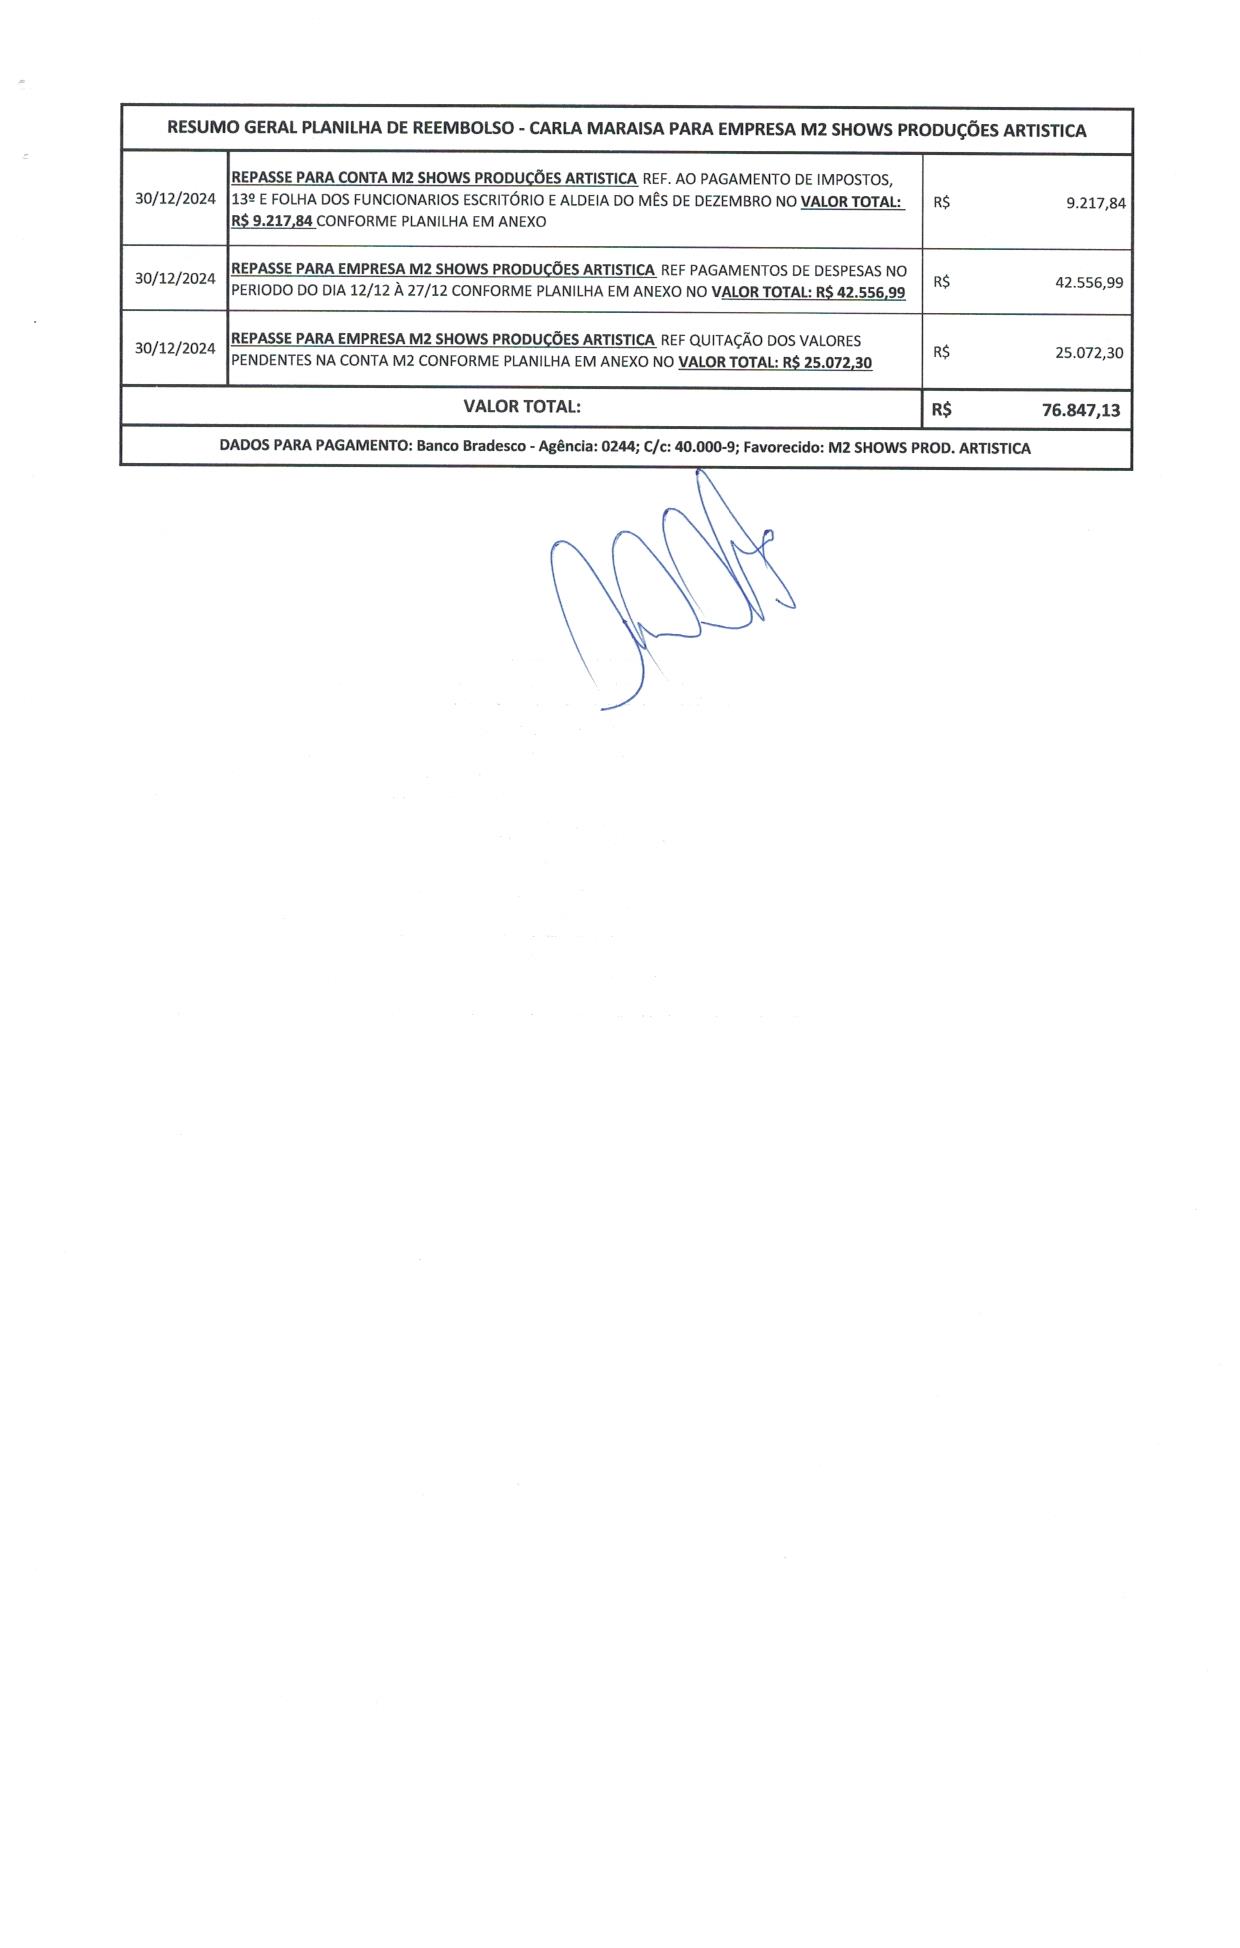 RESUMO GERAL PLANILHA DE REEMBOLSO - CARLA MARAISA PARA EMPRESA M2 SHOWS PRODUÇÕES ARTISTICA
30/12/2024
REPASSE PARA CONTA M2 SHOWS PRODUÇÕES ARTISTICA REF. AO PAGAMENTO DE IMPOSTOS,
13º E FOLHA DOS FUNCIONARIOS ESCRITÓRIO E ALDEIA DO MÊS DE DEZEMBRO NO VALOR TOTAL:
R$ 9.217,84 CONFORME PLANILHA EM ANEXO
R$ 9.217,84
30/12/2024
REPASSE PARA EMPRESA M2 SHOWS PRODUÇÕES ARTISTICA REF PAGAMENTOS DE DESPESAS NO
PERIODO DO DIA 12/12 À 27/12 CONFORME PLANILHA EM ANEXO NO VALOR TOTAL: R$ 42.556,99
R$ 42.556,99
30/12/2024
REPASSE PARA EMPRESA M2 SHOWS PRODUÇÕES ARTISTICA REF QUITAÇÃO DOS VALORES
PENDENTES NA CONTA M2 CONFORME PLANILHA EM ANEXO NO VALOR TOTAL: R$ 25.072,30
R$ 25.072,30
VALOR TOTAL: R$ 76.847,13
DADOS PARA PAGAMENTO: Banco Bradesco - Agência: 0244; C/c: 40.000-9; Favorecido: M2 SHOWS PROD. ARTISTICA